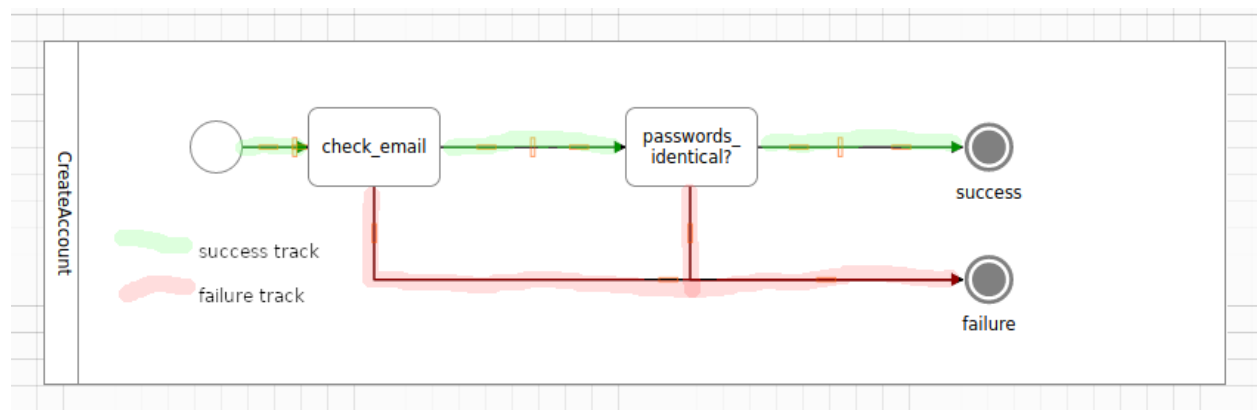 CreateAccount
check_email
passwords_
identical?
success
success track
failure track
failure